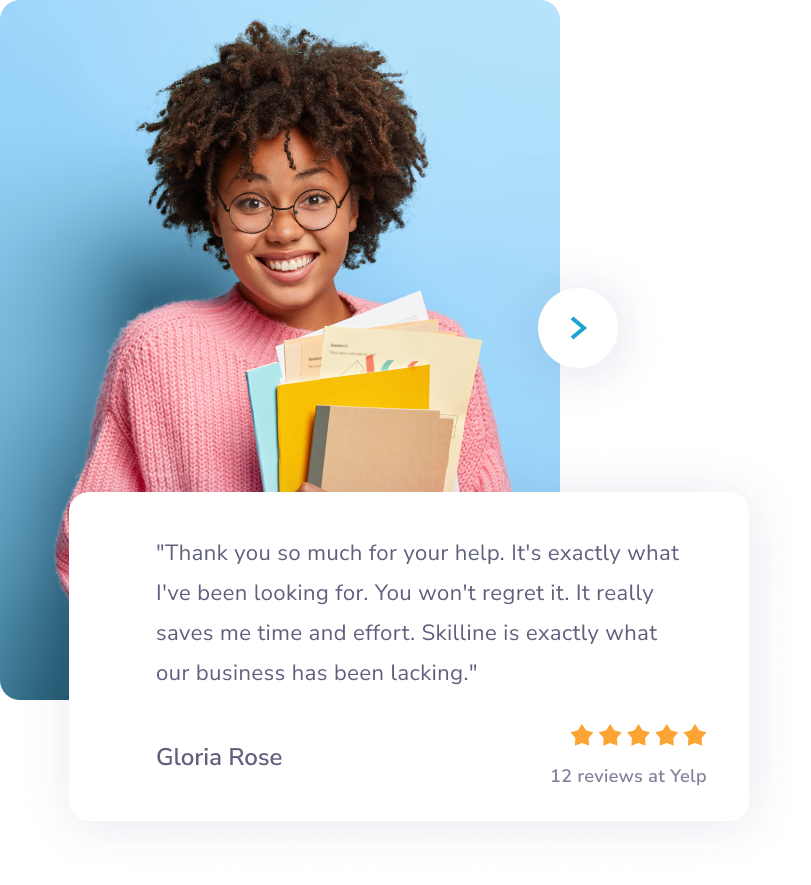 "Thank you so much for your help. It's exactly what
I've been looking for. You won't regret it. It really
saves me time and effort. Skilline is exactly what
our business has been lacking."
Gloria Rose
12 reviews at Yelp